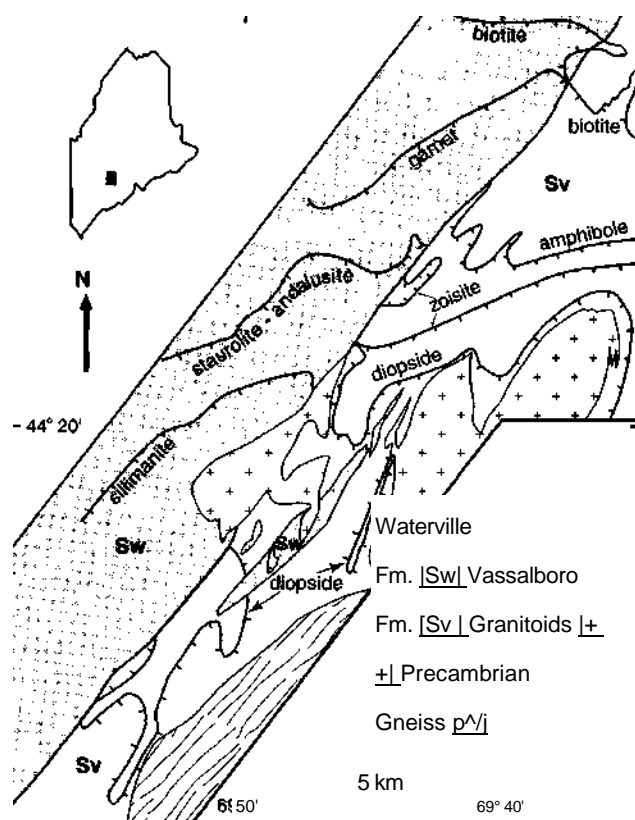 biotite
garnet
biotite
Sv
amphibole
N
zoisite
staurolite - andalusite
diopside
44° 20'
sillimanite
Sw
Sw
Waterville
diopside
Fm. |Sw| Vassalboro
Fm. [Sv | Granitoids |+
+| Precambrian
Gneiss p^/j
Sv
5 km
50'
69° 40'